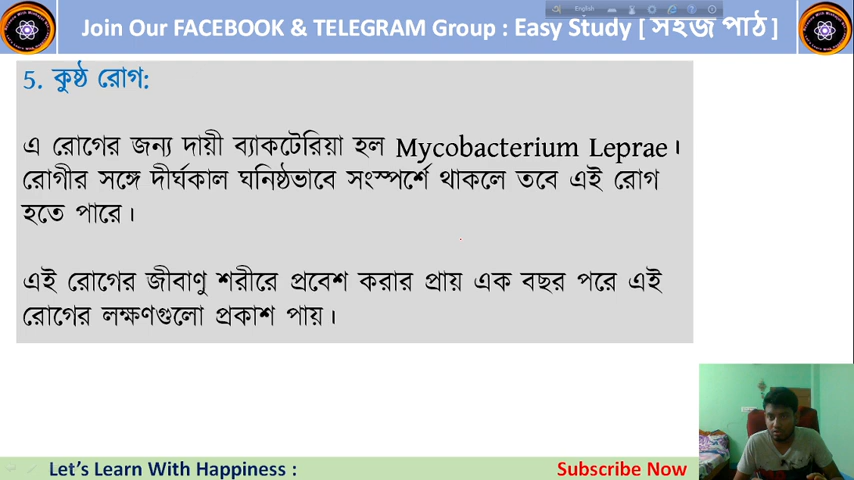 Join Our FACEBOOK & TELEGRAM Group : Easy Study [ সহজ পাঠ ]
English
5. কুষ্ঠ রোগ:
এ রোগের জন্য দায়ী ব্যাকটেরিয়া হল Mycobacterium Leprae।
রোগীর সঙ্গে দীর্ঘকাল ঘনিষ্ঠভাবে সংস্পর্শে থাকলে তবে এই রোগ
হতে পারে।
এই রোগের জীবাণু শরীরে প্রবেশ করার প্রায় এক বছর পরে এই
রোগের লক্ষণগুলো প্রকাশ পায়।
Let's Learn With Happiness :
Subscribe Now